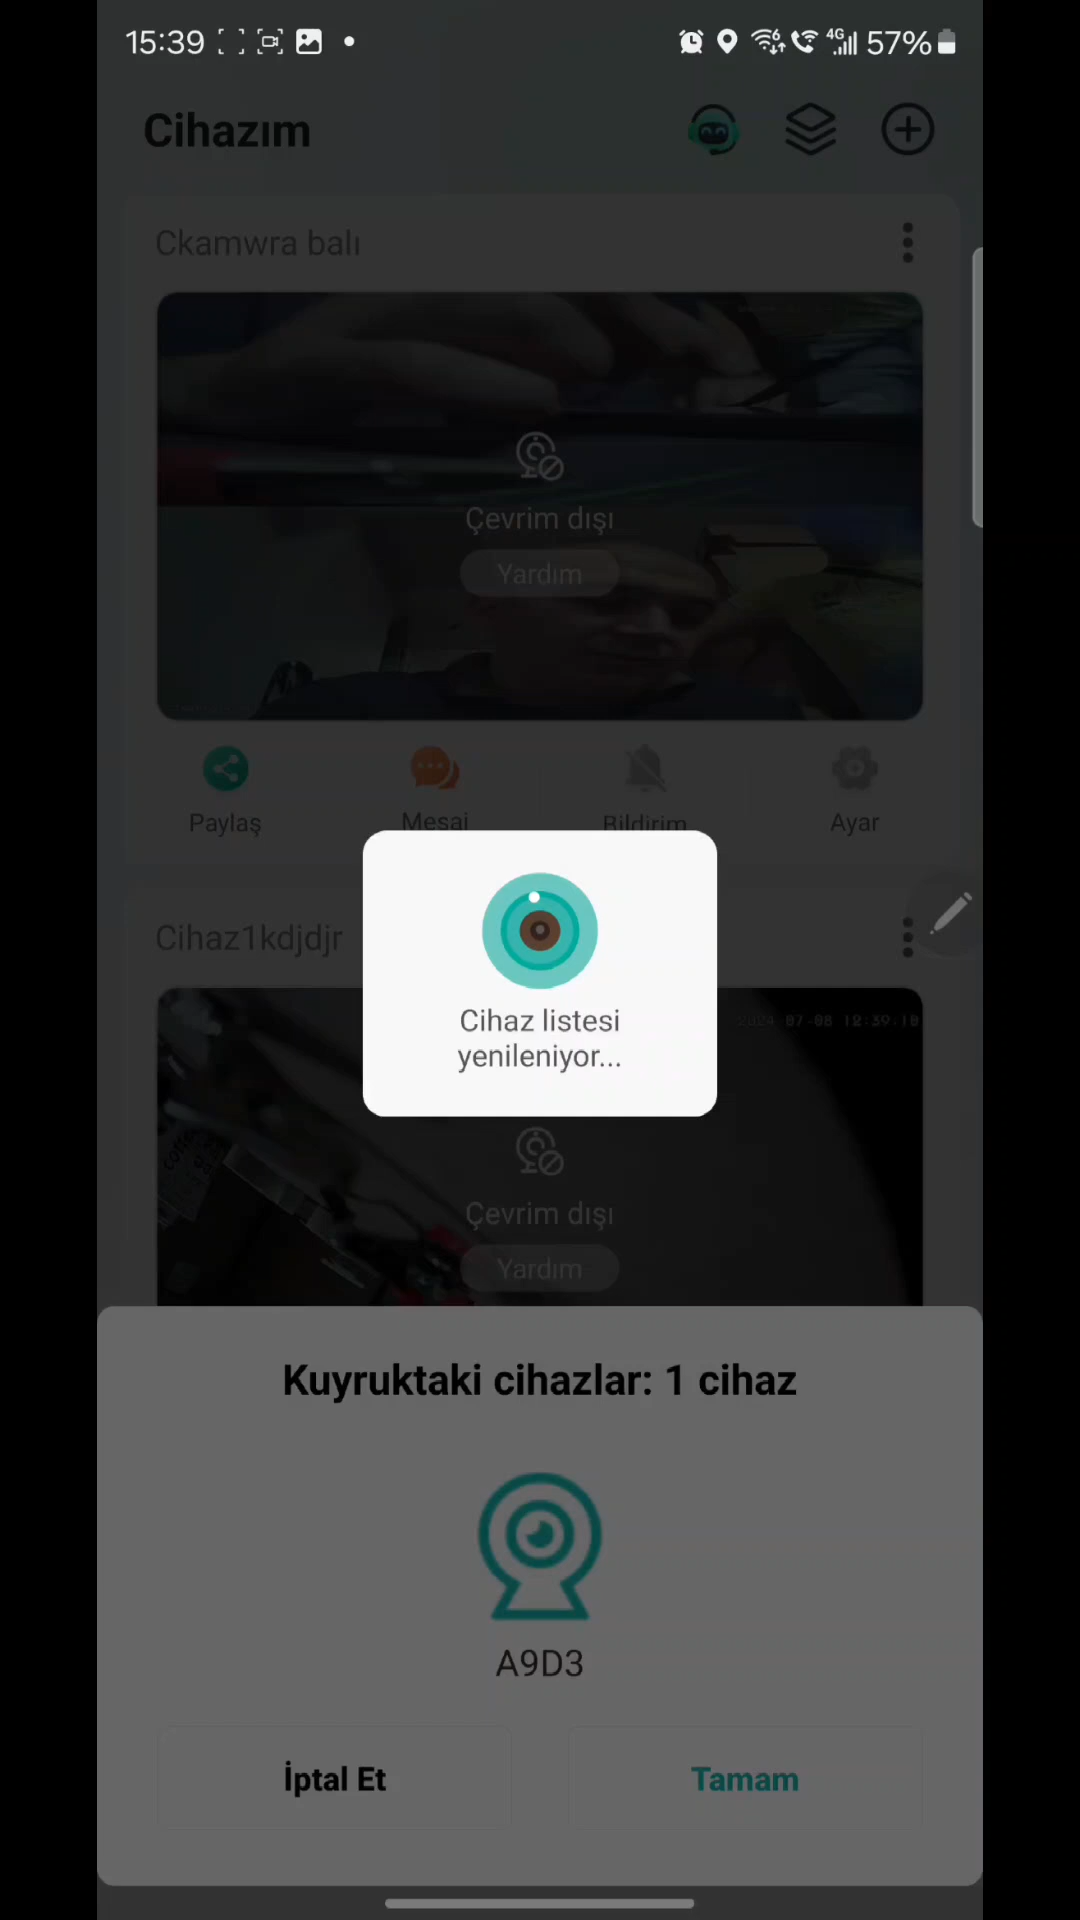 15:39
4G
57%
Cihazım
Ckamwra balı
Çevrim dışı
Yardım
Paylaş
Mesaj
Bildirim
Ayar
Cihaz1kdjdjr
Cihaz listesi
yenileniyor...
Çevrim dışı
Yardım
Kuyruktaki cihazlar: 1 cihaz
A9D3
İptal Et
Tamam